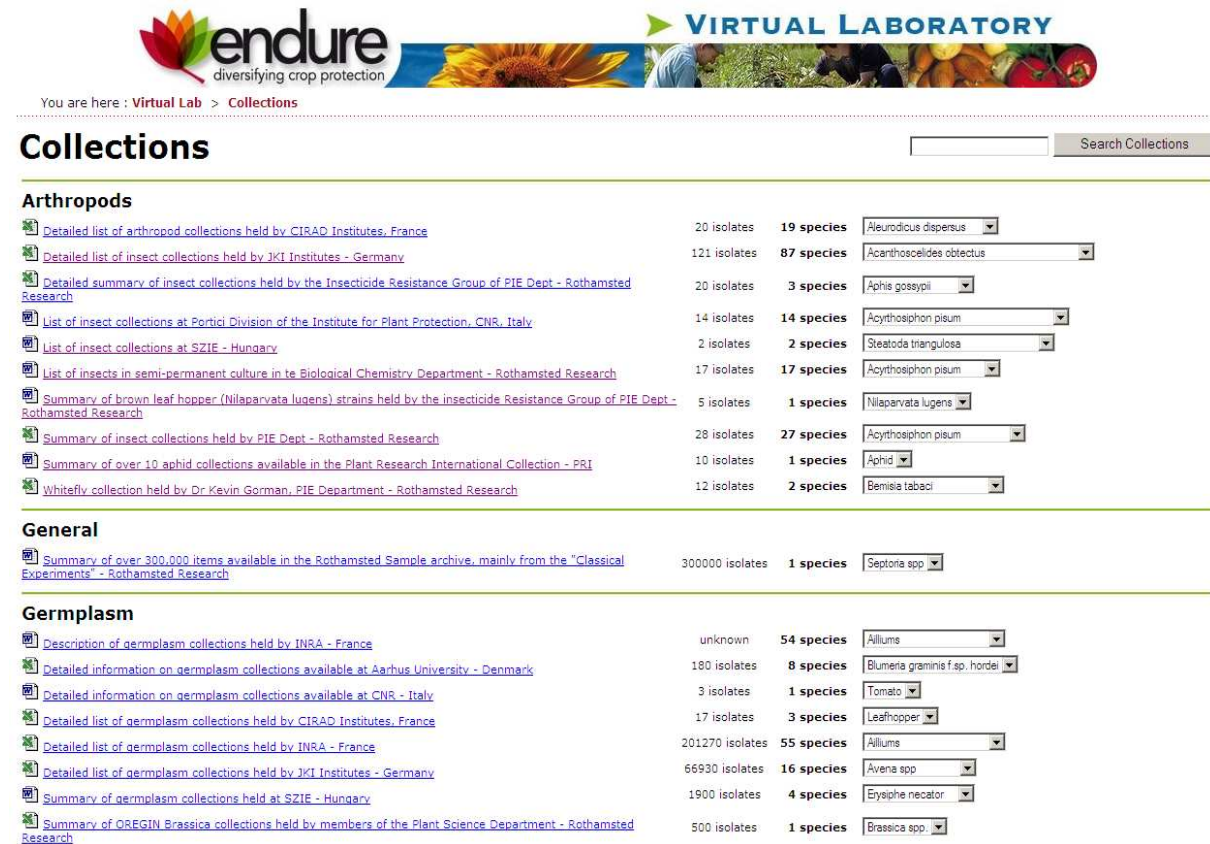 endure
diversifying crop protection
VIRTUAL LABORATORY
You are here : Virtual Lab > Collections
Collections
Search Collections
Arthropods
Detailed list of arthropod collections held by CIRAD Institutes, France 20 isolates 19 species Aleurodicus dispersus
Detailed list of insect collections held by JKI Institutes - Germany 121 isolates 87 species Acanthoscelides obtectus
Detailed summary of insect collections held by the Insecticide Resistance Group of PIE Dept - Rothamsted
Research 20 isolates 3 species Aphis gossypii
List of insect collections at Portici Division of the Institute for Plant Protection, CNR, Italy 14 isolates 14 species Acyrthosiphon pisum
List of insect collections at SZIE - Hungary 2 isolates 2 species Steatoda triangulosa
List of insects in semi-permanent culture in te Biological Chemistry Department - Rothamsted Research 17 isolates 17 species Acyrthosiphon pisum
Summary of brown leaf hopper (Nilaparvata lugens) strains held by the insecticide Resistance Group of PIE Dept -
Rothamsted Research 5 isolates 1 species Nilaparvata lugens
Summary of insect collections held by PIE Dept - Rothamsted Research 28 isolates 27 species Acyrthosiphon pisum
Summary of over 10 aphid collections available in the Plant Research International Collection - PRI 10 isolates 1 species Aphid
Whitefly collection held by Dr Kevin Gorman, PIE Department - Rothamsted Research 12 isolates 2 species Bemisia tabaci
General
Summary of over 300,000 items available in the Rothamsted Sample archive, mainly from the "Classical
Experiments" - Rothamsted Research 300000 isolates 1 species Septoria spp
Germplasm
Description of germplasm collections held by INRA - France unknown 54 species Ailliums
Detailed information on germplasm collections available at Aarhus University - Denmark 180 isolates 8 species Blumeria graminis f.sp. hordei
Detailed information on germplasm collections available at CNR - Italy 3 isolates 1 species Tomato
Detailed list of germplasm collections held by CIRAD Institutes, France 17 isolates 3 species Leafhopper
Detailed list of germplasm collections held by INRA - France 201270 isolates 55 species Ailliums
Detailed list of germplasm collections held by JKI Institutes - Germany 66930 isolates 16 species Avena spp
Summary of germplasm collections held at SZIE - Hungary 1900 isolates 4 species Erysiphe necator
Summary of OREGIN Brassica collections held by members of the Plant Science Department - Rothamsted
Research 500 isolates 1 species Brassica spp.